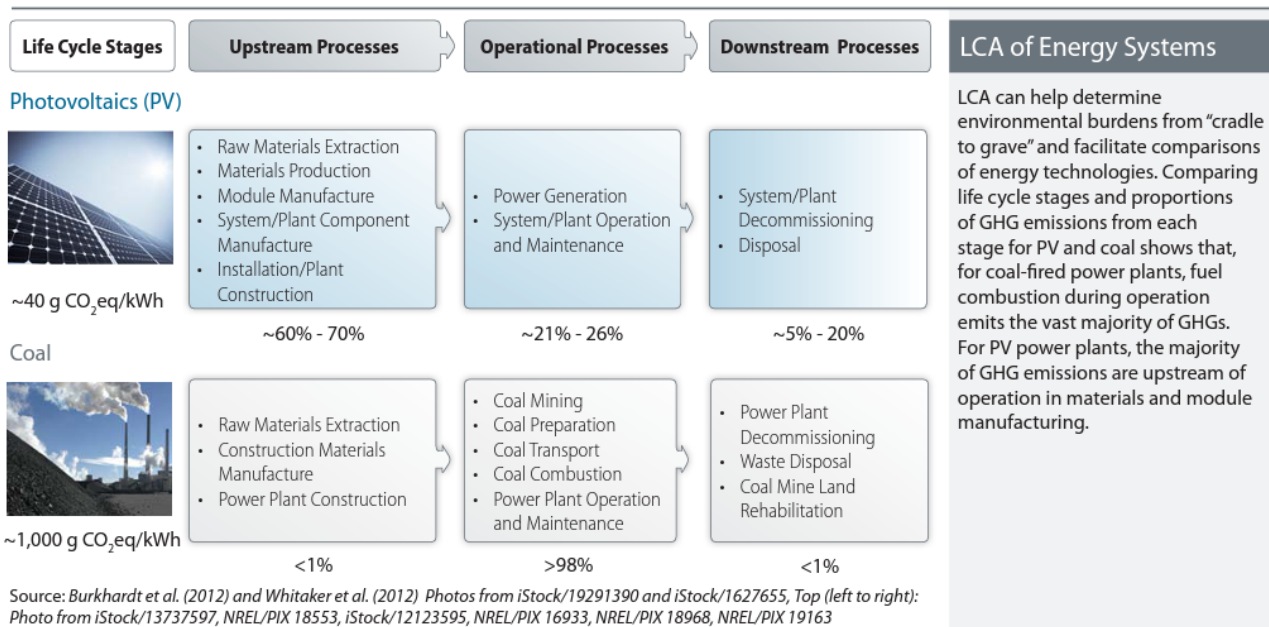 Life Cycle Stages
Upstream Processes
Operational Processes
Downstream Processes
Photovoltaics (PV)
~40 g CO₂eq/kWh
• Raw Materials Extraction
• Materials Production
• Module Manufacture
• System/Plant Component
Manufacture
• Installation/Plant
Construction
~60% - 70%
• Power Generation
• System/Plant Operation
and Maintenance
~21% - 26%
• System/Plant
Decommissioning
• Disposal
~5% - 20%
Coal
~1,000 g CO₂eq/kWh
• Raw Materials Extraction
• Construction Materials
Manufacture
• Power Plant Construction
<1%
• Coal Mining
• Coal Preparation
• Coal Transport
• Coal Combustion
• Power Plant Operation
and Maintenance
>98%
• Power Plant
Decommissioning
• Waste Disposal
• Coal Mine Land
Rehabilitation
<1%
Source: Burkhardt et al. (2012) and Whitaker et al. (2012) Photos from iStock/19291390 and iStock/1627655, Top (left to right):
Photo from iStock/13737597, NREL/PIX 18553, iStock/12123595, NREL/PIX 16933, NREL/PIX 18968, NREL/PIX 19163
LCA of Energy Systems
LCA can help determine
environmental burdens from “cradle
to grave” and facilitate comparisons
of energy technologies. Comparing
life cycle stages and proportions
of GHG emissions from each
stage for PV and coal shows that,
for coal-fired power plants, fuel
combustion during operation
emits the vast majority of GHGs.
For PV power plants, the majority
of GHG emissions are upstream of
operation in materials and module
manufacturing.